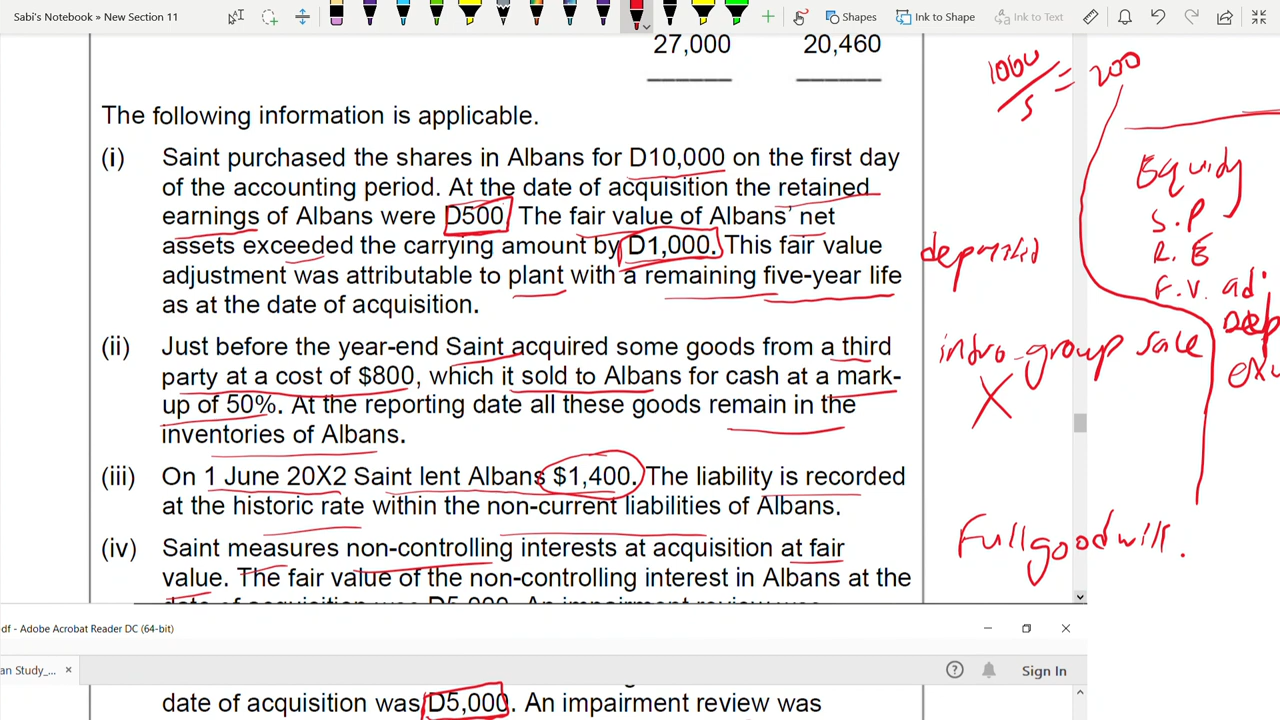 Sabi's Notebook » New Section 11
Shapes
Ink to Shape
Ink to Text
27,000 20,460
The following information is applicable.
(i) Saint purchased the shares in Albans for D10,000 on the first day
of the accounting period. At the date of acquisition the retained
earnings of Albans were D500. The fair value of Albans' net
assets exceeded the carrying amount by D1,000. This fair value
adjustment was attributable to plant with a remaining five-year life
as at the date of acquisition.
(ii) Just before the year-end Saint acquired some goods from a third
party at a cost of $800, which it sold to Albans for cash at a mark-
up of 50%. At the reporting date all these goods remain in the
inventories of Albans.
(iii) On 1 June 20X2 Saint lent Albans $1,400. The liability is recorded
at the historic rate within the non-current liabilities of Albans.
(iv) Saint measures non-controlling interests at acquisition at fair
value. The fair value of the non-controlling interest in Albans at the
1000/5 = 200
Equity
S.P
R.E
F.V. adj.
Dep
intra-group sale
X
Full goodwill.
df - Adobe Acrobat Reader DC (64-bit)
an Study_...
Sign In
date of acquisition was D5,000. An impairment review was